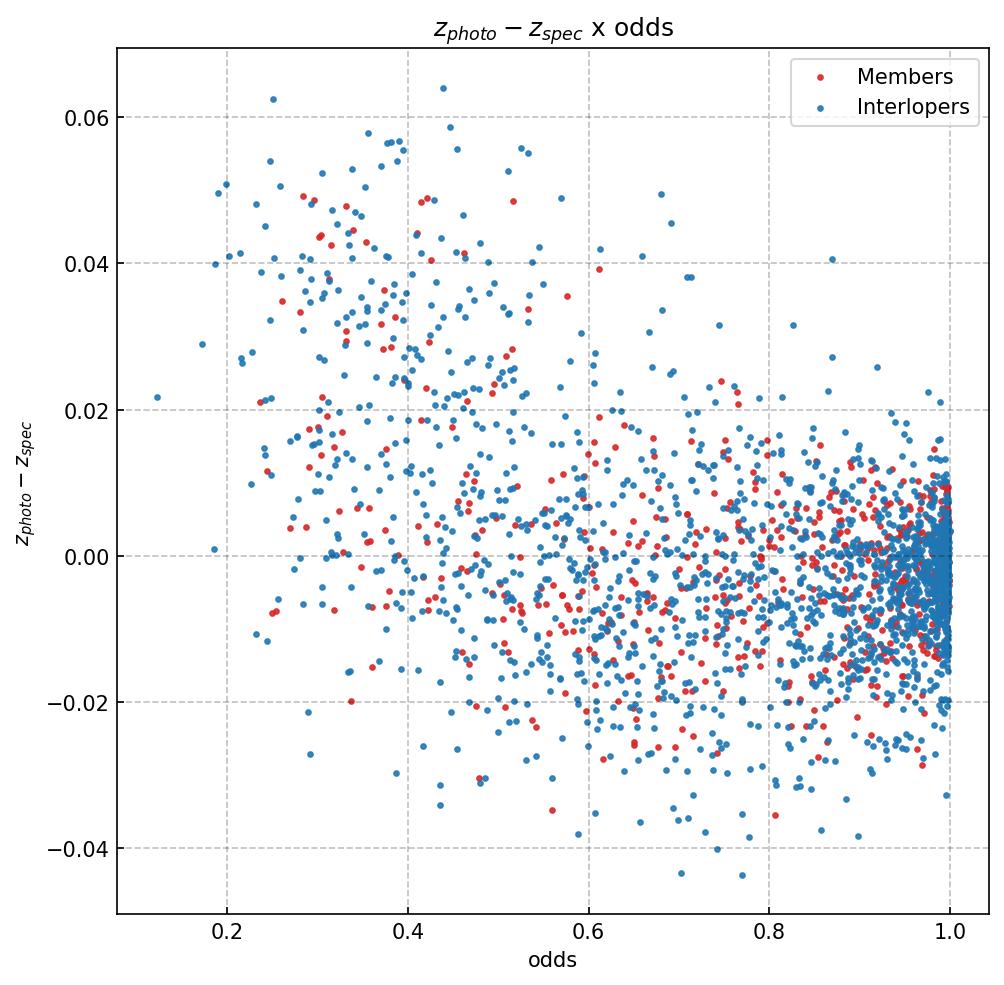 z_photo − z_spec x odds
Members
Interlopers
z_photo − z_spec
0.06
0.04
0.02
0.00
−0.02
−0.04
0.2
0.4
0.6
0.8
1.0
odds